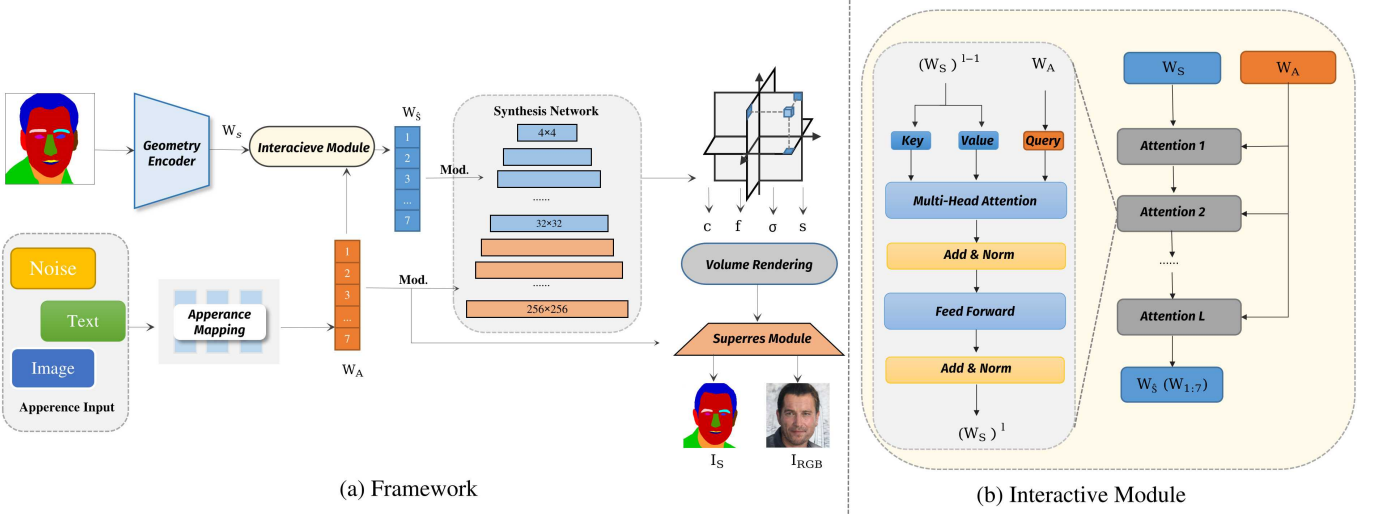 Geometry
Encoder
W_s
Interacieve Module
W_Ŝ
1
2
3
...
7
Mod.
Synthesis Network
4×4
......
32×32
......
256×256
c f σ s
Volume Rendering
Superres Module
I_S
I_RGB
Noise
Text
Image
Apperence Input
Apperance
Mapping
1
2
3
...
7
W_A
Mod.
(a) Framework
(W_S)^{l−1}
W_A
Key
Value
Query
Multi-Head Attention
Add & Norm
Feed Forward
Add & Norm
(W_S)^l
W_S
W_A
Attention 1
Attention 2
......
Attention L
W_Ŝ (W_{1:7})
(b) Interactive Module